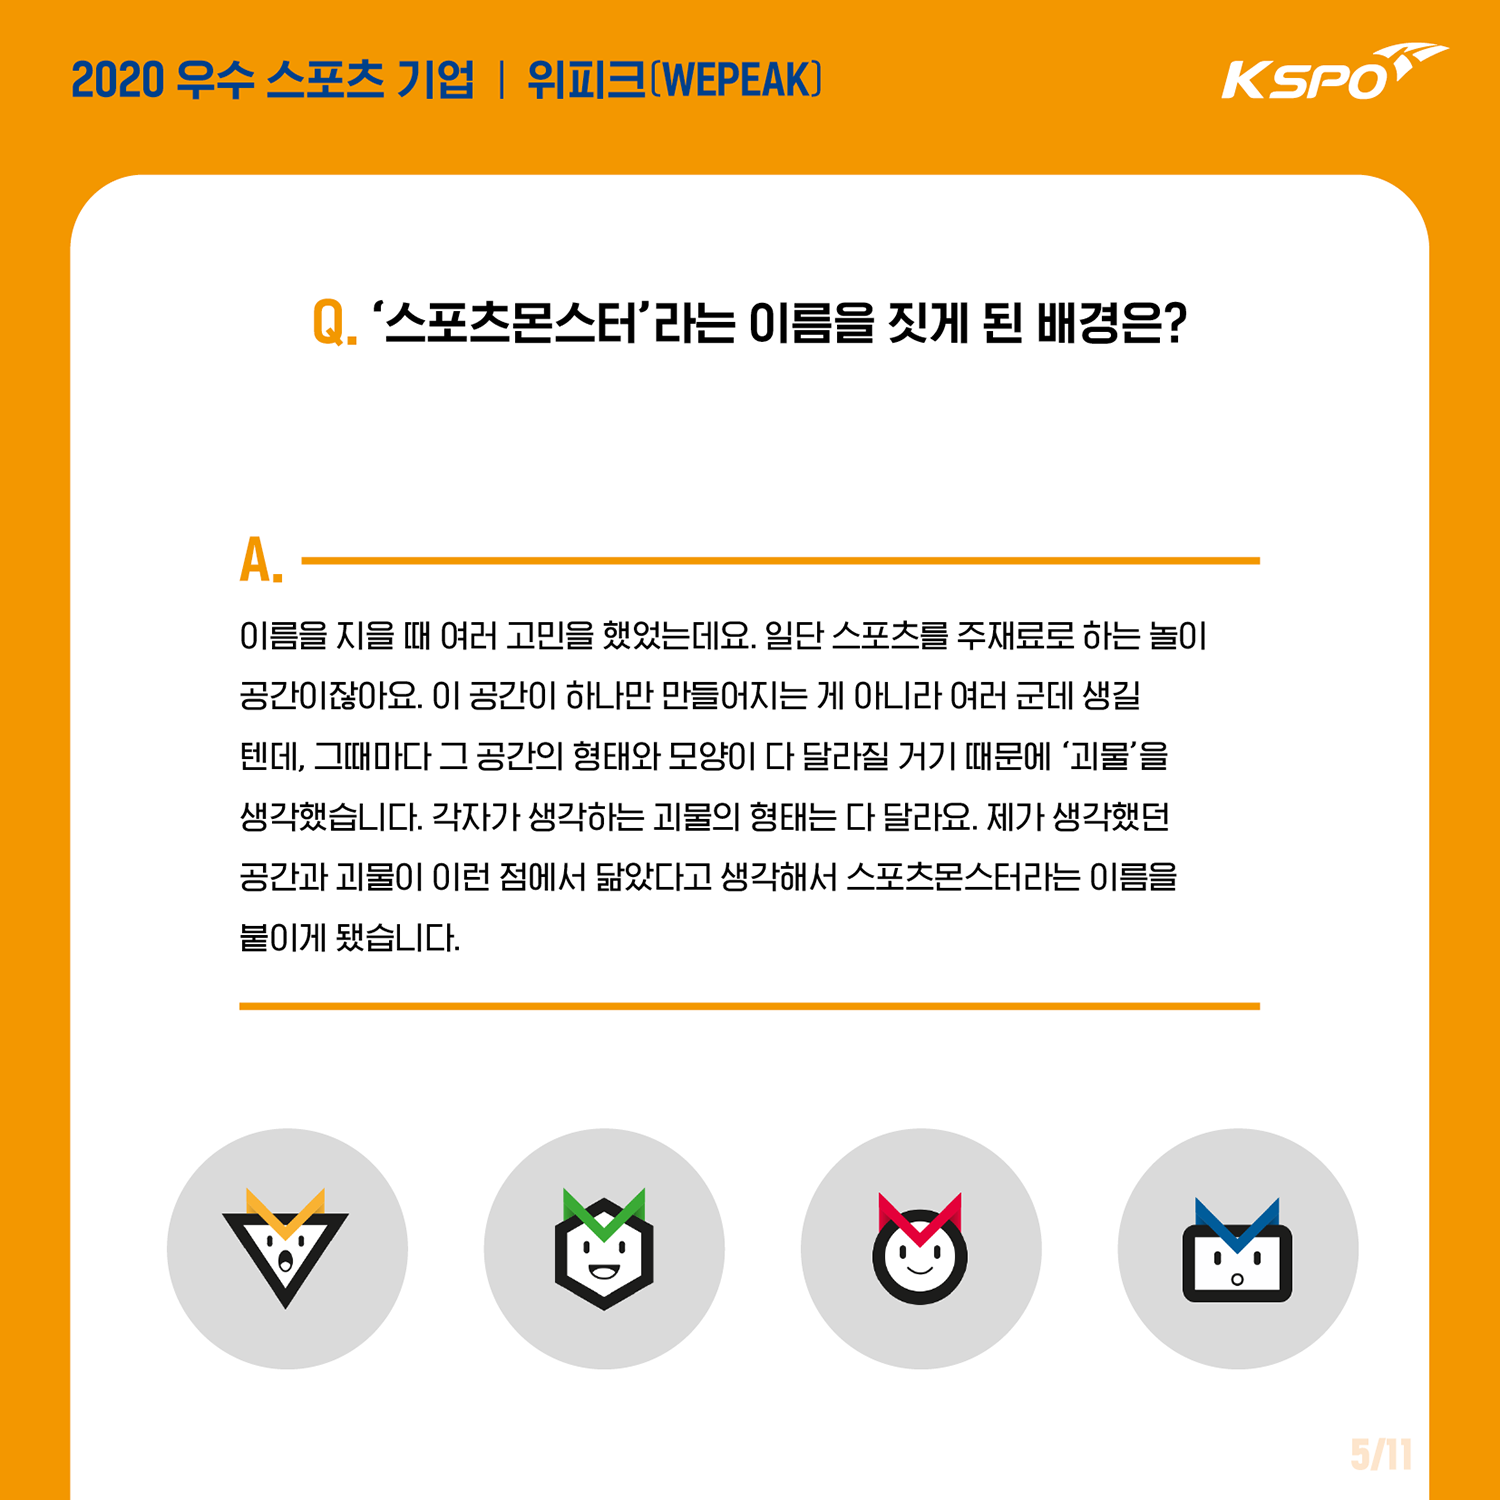 2020 우수 스포츠 기업 | 위피크(WEPEAK)
KSPO
Q. ‘스포츠몬스터’라는 이름을 짓게 된 배경은?
A.
이름을 지을 때 여러 고민을 했었는데요. 일단 스포츠를 주재료로 하는 놀이
공간이잖아요. 이 공간이 하나만 만들어지는 게 아니라 여러 군데 생길
텐데, 그때마다 그 공간의 형태와 모양이 다 달라질 거기 때문에 ‘괴물’을
생각했습니다. 각자가 생각하는 괴물의 형태는 다 달라요. 제가 생각했던
공간과 괴물이 이런 점에서 닮았다고 생각해서 스포츠몬스터라는 이름을
붙이게 됐습니다.
5/11